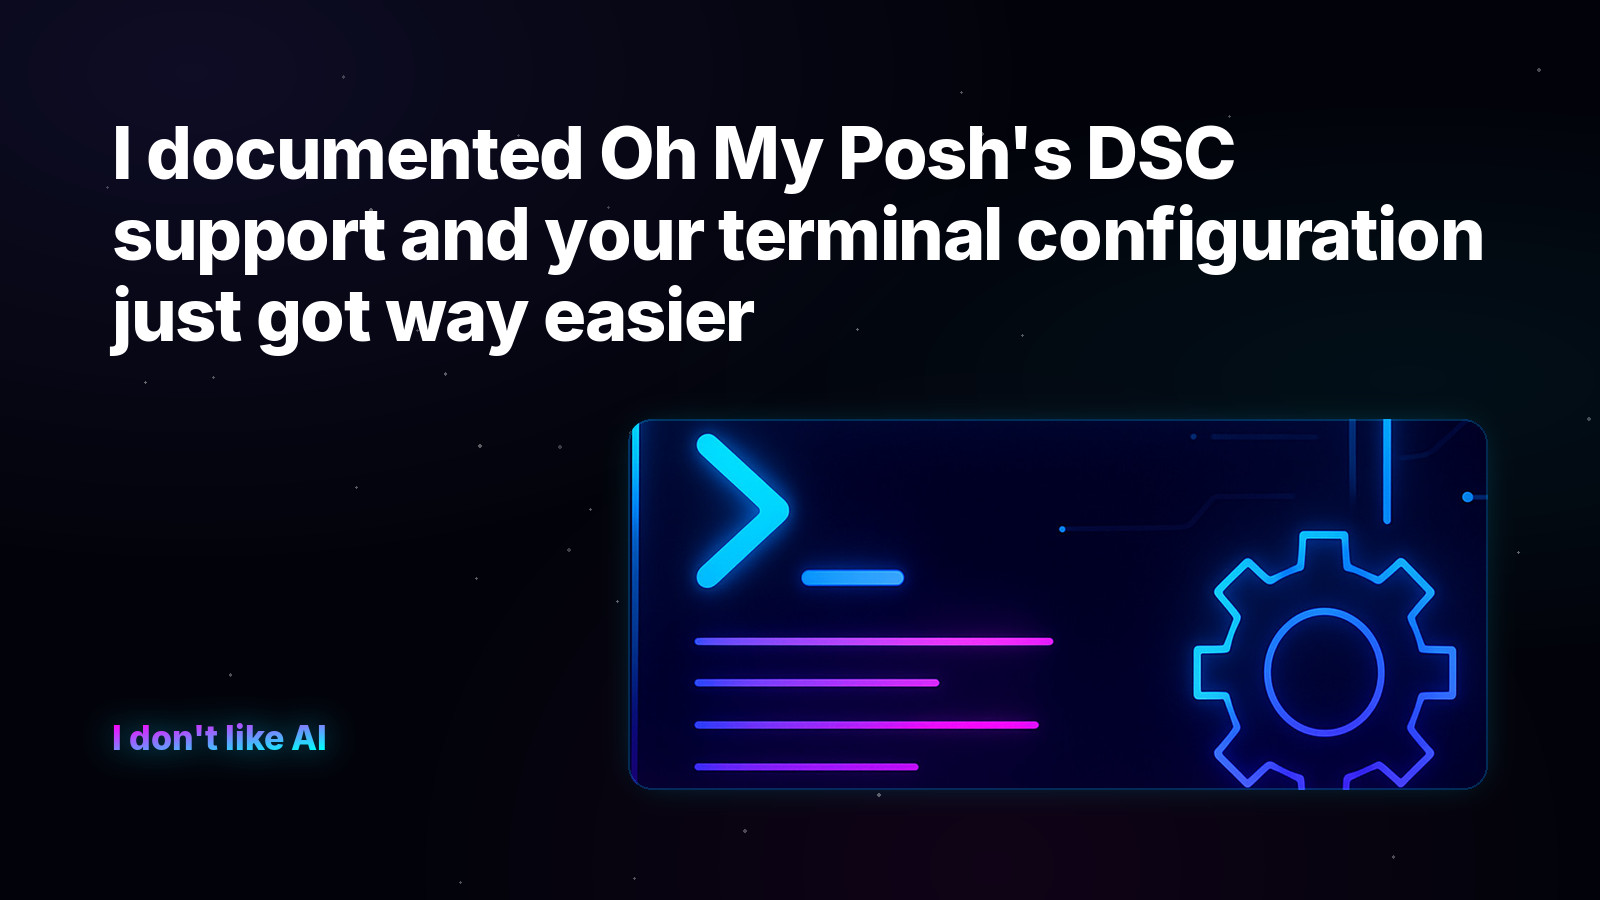 I documented Oh My Posh's DSC
support and your terminal configuration
just got way easier
I don't like AI